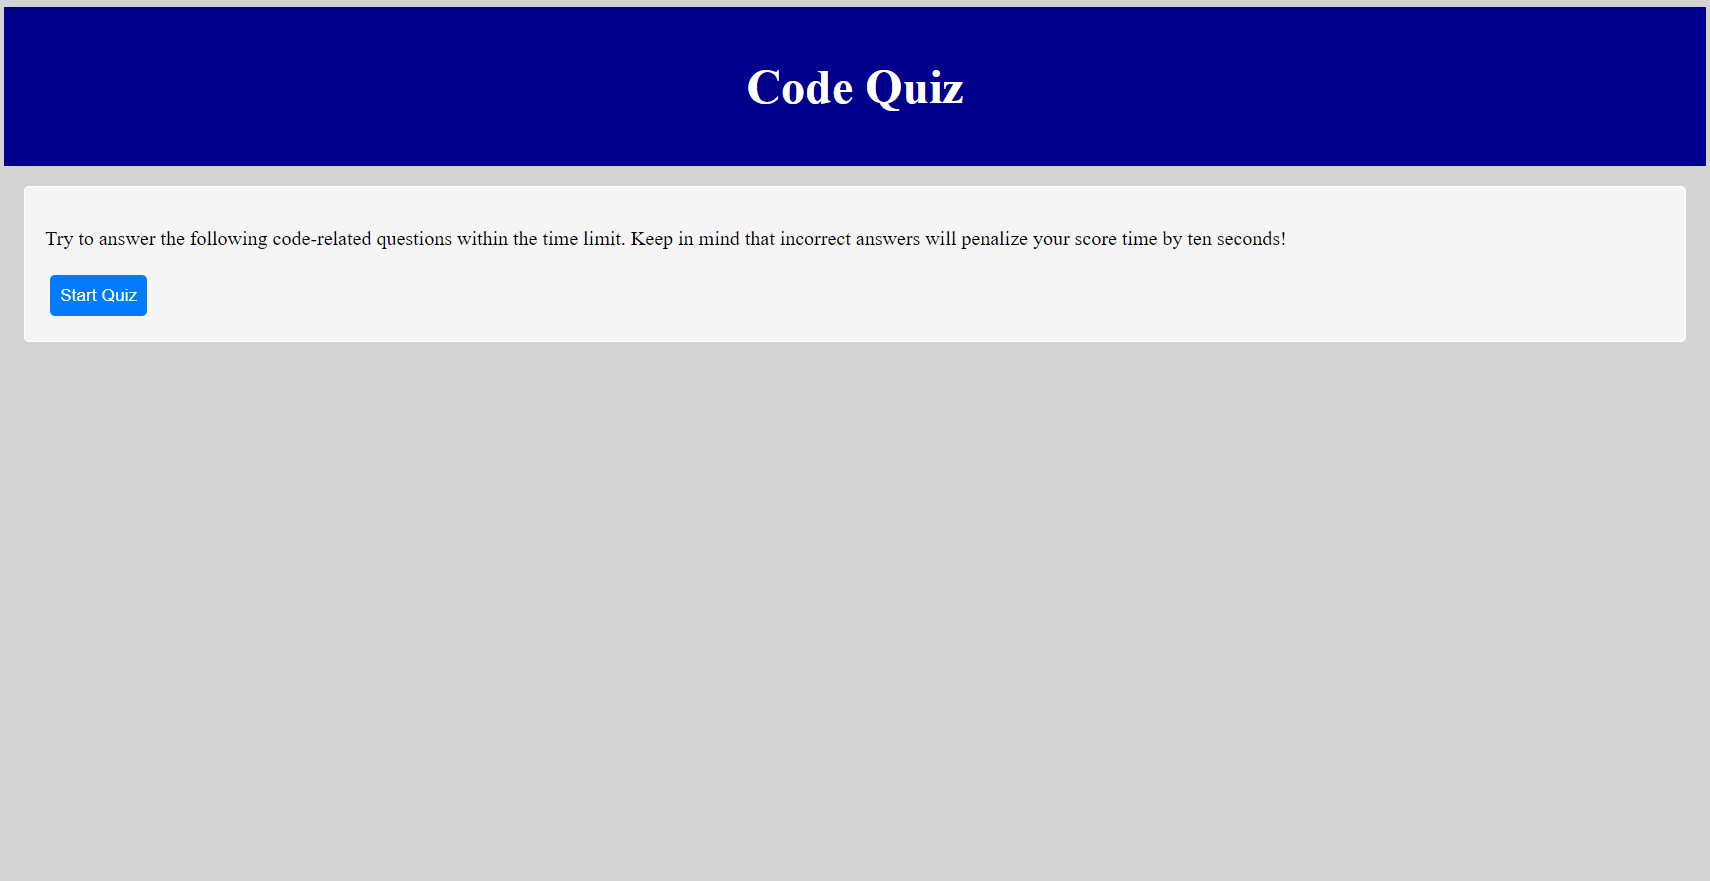 Code Quiz
Try to answer the following code-related questions within the time limit. Keep in mind that incorrect answers will penalize your score time by ten seconds!
Start Quiz